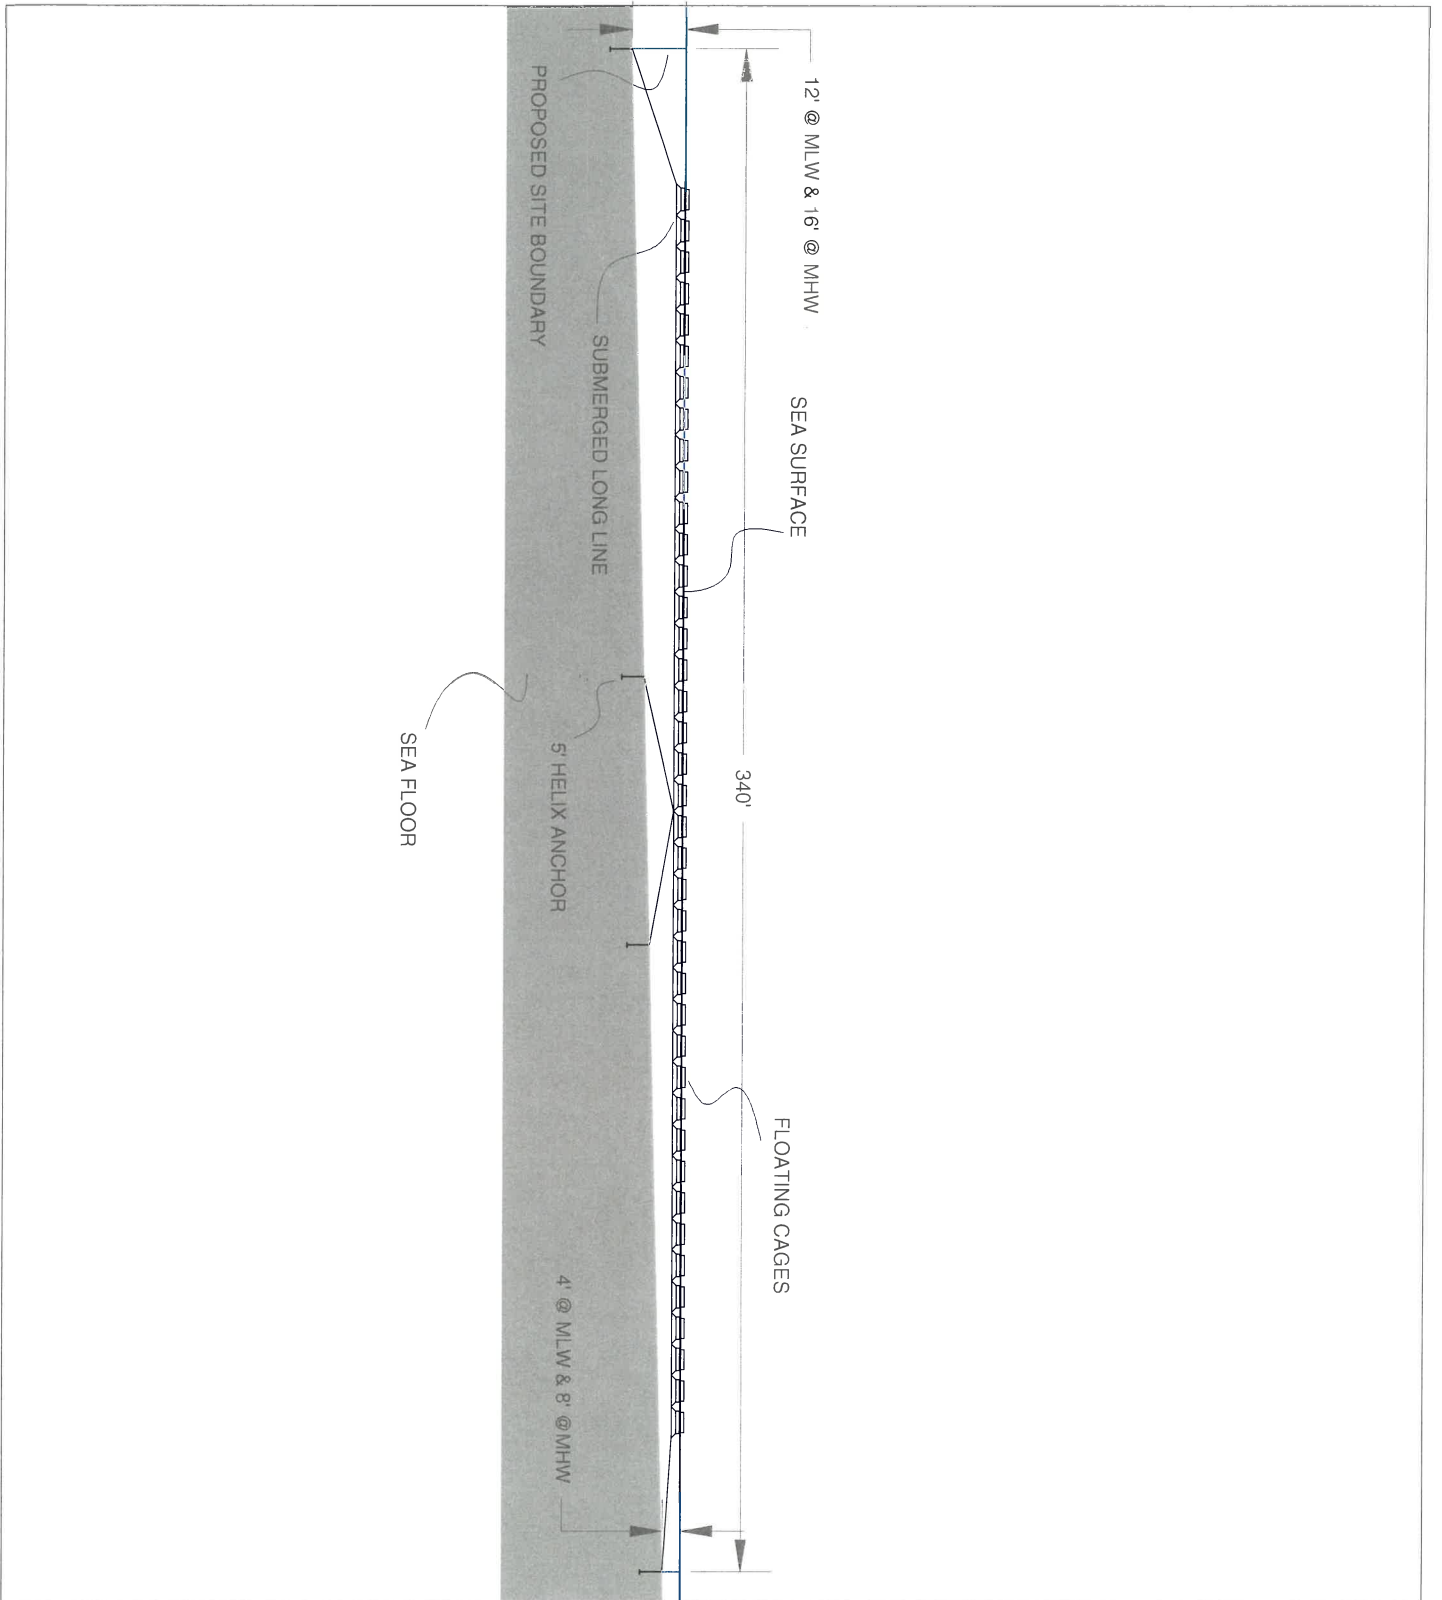 12' @ MLW & 16' @ MHW
SEA SURFACE
340'
FLOATING CAGES
PROPOSED SITE BOUNDARY
SUBMERGED LONG LINE
5' HELIX ANCHOR
4' @ MLW & 8' @MHW
SEA FLOOR